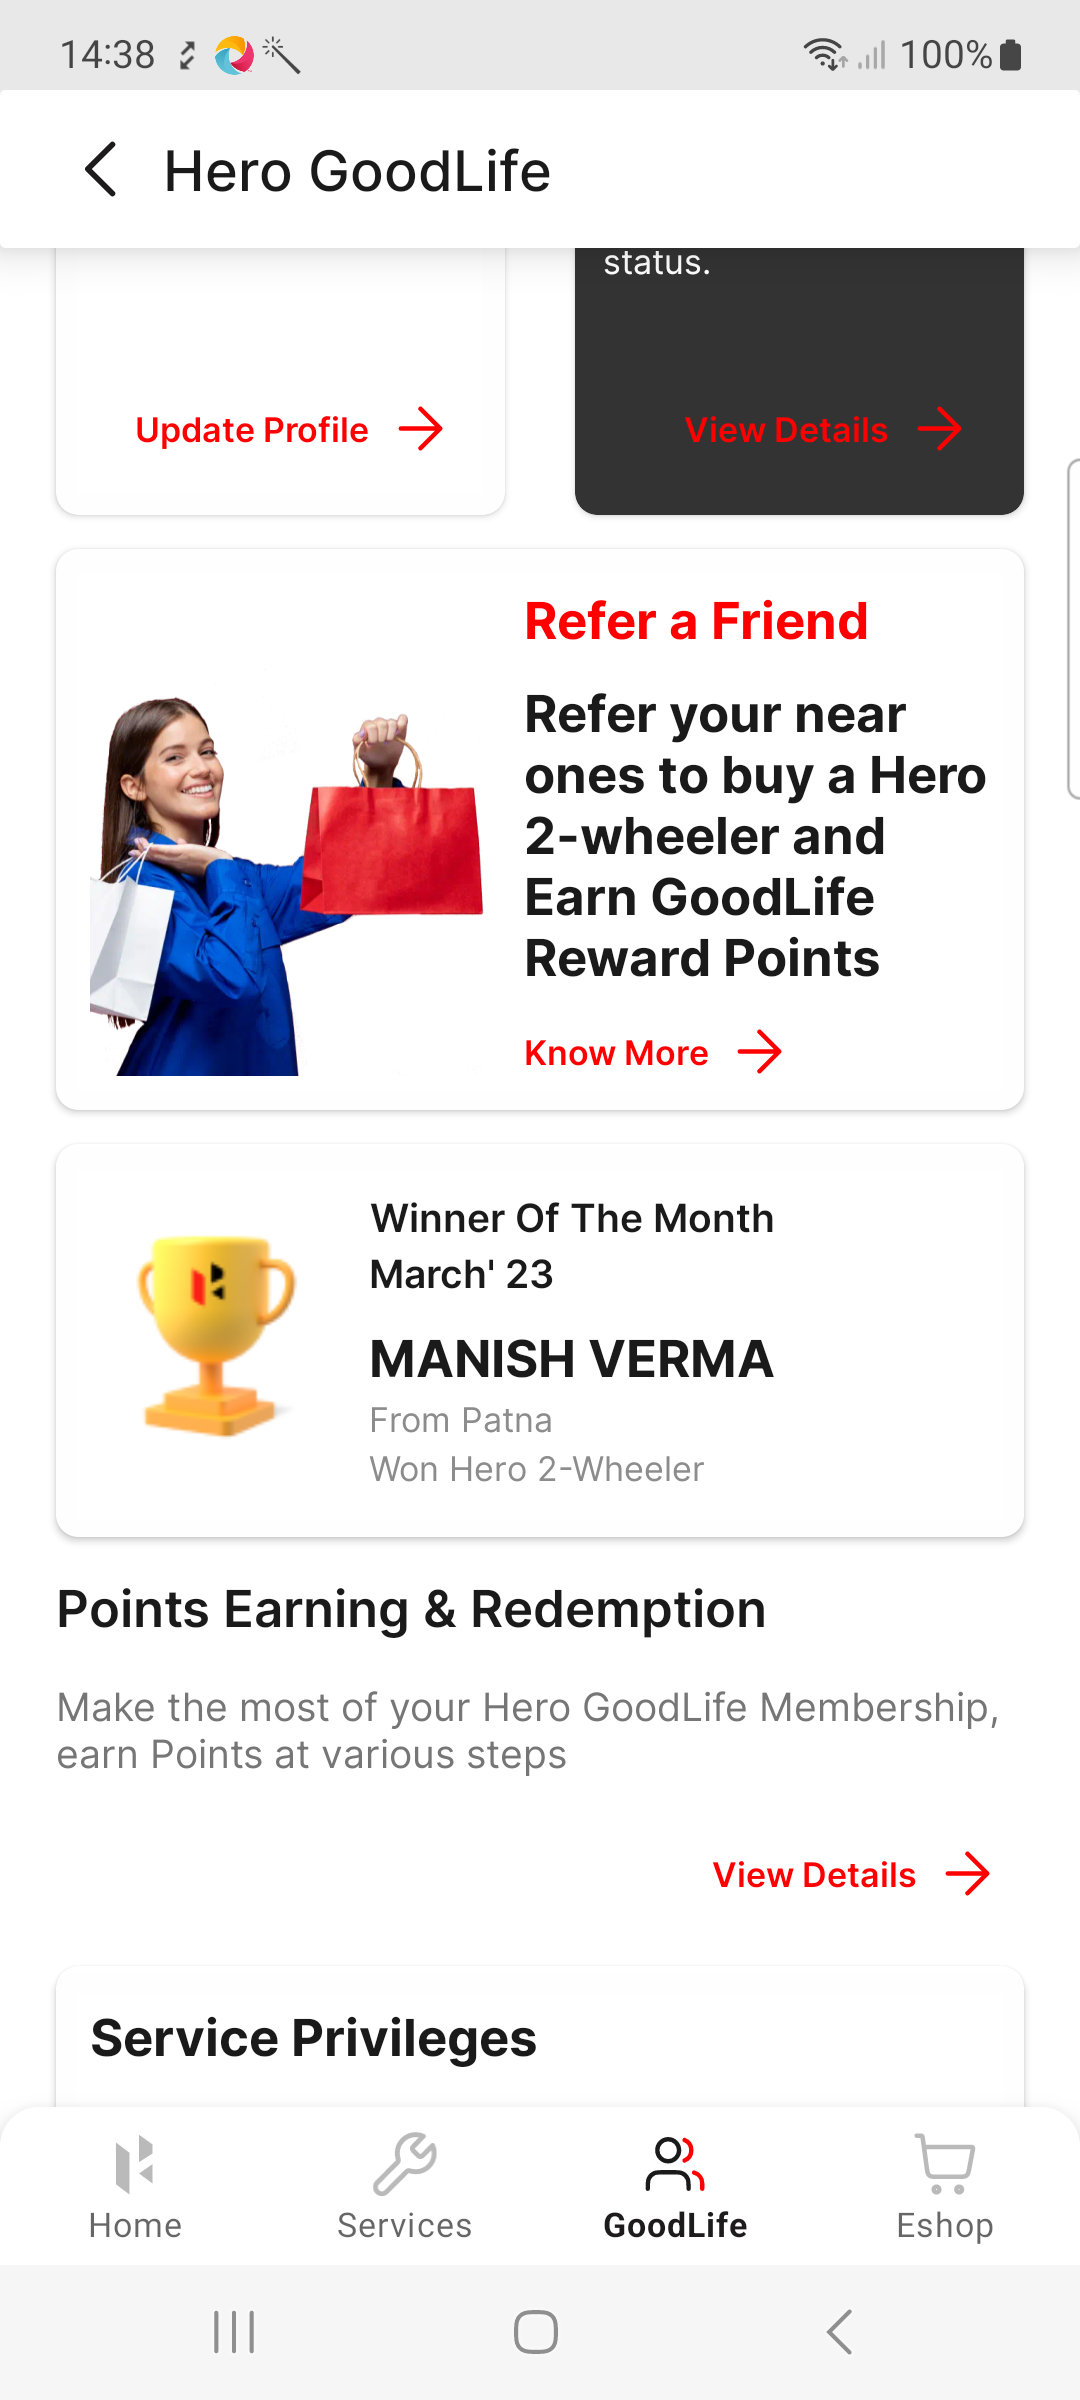 14:38
100%
Hero GoodLife
status.
Update Profile
View Details
Refer a Friend
Refer your near
ones to buy a Hero
2-wheeler and
Earn GoodLife
Reward Points
Know More
Winner Of The Month
March' 23
MANISH VERMA
From Patna
Won Hero 2-Wheeler
Points Earning & Redemption
Make the most of your Hero GoodLife Membership,
earn Points at various steps
View Details
Service Privileges
Home
Services
GoodLife
Eshop